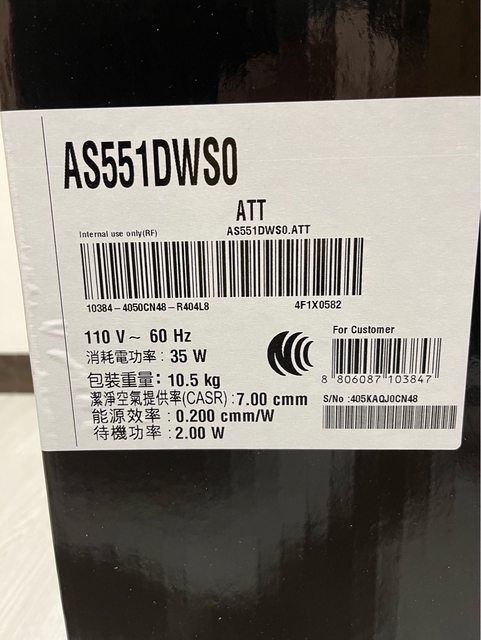 AS551DWS0
ATT
Internal use only(RF) AS551DWS0.ATT
10384-4050CN48-R404L8 4F1X0582
110 V~ 60 Hz
消耗電功率: 35 W
包裝重量: 10.5 kg
潔淨空氣提供率(CASR) :7.00 cmm
能源效率 : 0.200 cmm/W
待機功率 : 2.00 W
For Customer
8 806087 103847
S/No :405KAQJ0CN48